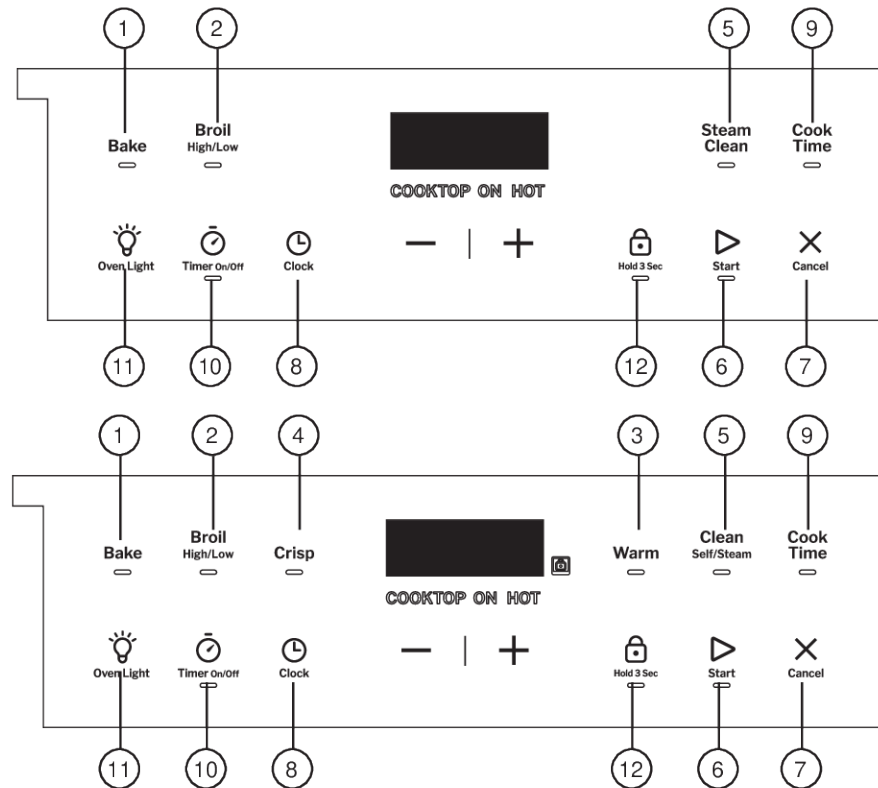 1 2 5 9
Broil Steam Cook
Bake High/Low Clean Time
COOKTOP ON HOT
Oven Light Timer On/Off Clock Hold 3 Sec Start Cancel
11 10 8 12 6 7
1 2 4 3 5 9
Broil Clean Cook
Bake High/Low Crisp Warm Self/Steam Time
COOKTOP ON HOT
Oven Light Timer On/Off Clock Hold 3 Sec Start Cancel
11 10 8 12 6 7